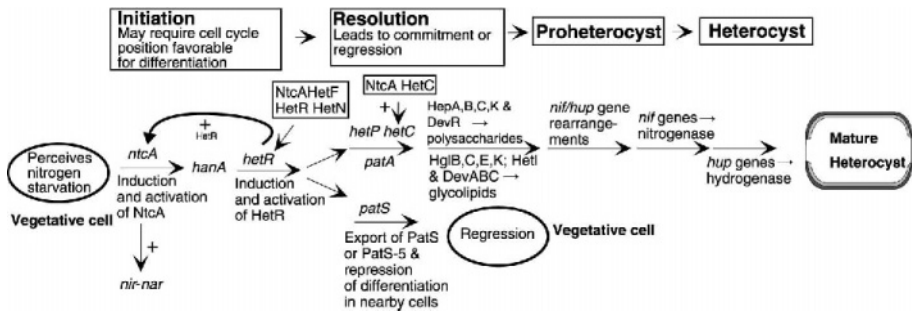 Initiation
May require cell cycle
position favorable
for differentiation
Resolution
Leads to commitment or
regression
Proheterocyst
Heterocyst
NtcAHetF
HetR HetN
NtcA HetC
+
+
HetR
Perceives
nitrogen
starvation
Vegetative cell
ntcA
Induction
and activation
of NtcA
+
nir-nar
hanA
hetR
Induction
and activation
of HetR
hetP hetC
patA
patS
Export of PatS
or PatS-5 &
repression
of differentiation
in nearby cells
HepA,B,C,K &
DevR →
polysaccharides
HglB,C,E,K; HetI
& DevABC →
glycolipids
Regression
Vegetative cell
nif/hup gene
rearrange-
ments
nif genes→
nitrogenase
hup genes→
hydrogenase
Mature
Heterocyst